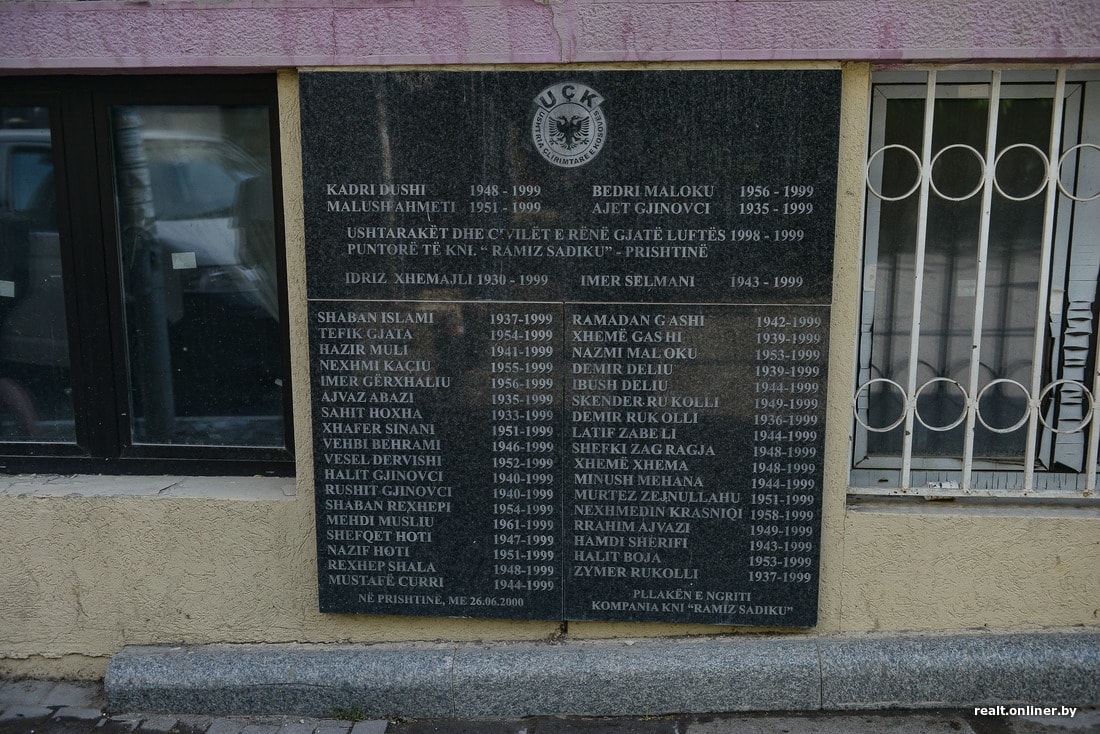 UÇK
USHTRIA ÇLIRIMTARE E KOSOVËS
KADRI DUSHI 1948 - 1999 BEDRI MALOKU 1956 - 1999
MALUSH AHMETI 1951 - 1999 AJET GJINOVCI 1935 - 1999
USHTARAKËT DHE CIVILËT E RËNË GJATË LUFTËS 1998 - 1999
PUNTORË TË KNI. “ RAMIZ SADIKU” - PRISHTINË
IDRIZ XHEMAJLI 1930 - 1999 IMER SELMANI 1943 - 1999
SHABAN ISLAMI 1937-1999
TEFIK GJATA 1954-1999
HAZIR MULI 1941-1999
NEXHMI KAÇIU 1955-1999
IMER GËRXHALIU 1956-1999
AJVAZ ABAZI 1935-1999
SAHIT HOXHA 1933-1999
XHAFER SINANI 1951-1999
VEHBI BEHRAMI 1946-1999
VESEL DERVISHI 1952-1999
HALIT GJINOVCI 1940-1999
RUSHIT GJINOVCI 1940-1999
SHABAN REXHEPI 1954-1999
MEHDI MUSLIU 1961-1999
SHEFQET HOTI 1947-1999
NAZIF HOTI 1951-1999
REXHEP SHALA 1948-1999
MUSTAFË CURRI 1944-1999
NË PRISHTINË, ME 26.06.2000
RAMADAN GASHI 1942-1999
XHEMË GASHI 1939-1999
NAZMI MALOKU 1953-1999
DEMIR DELIU 1939-1999
IBUSH DELIU 1944-1999
SKENDER RUKOLLI 1949-1999
DEMIR RUKOLLI 1936-1999
LATIF ZABELI 1944-1999
SHEFKI ZAGRAGJA 1948-1999
XHEMË XHEMA 1948-1999
MINUSH MEHANA 1944-1999
MURTEZ ZEJNULLAHU 1951-1999
NEXHMEDIN KRASNIQI 1958-1999
RRAHIM AJVAZI 1949-1999
HAMDI SHERIFI 1943-1999
HALIT BOJA 1953-1999
ZYMER RUKOLLI 1937-1999
PLLAKËN E NGRITI
KOMPANIA KNI “RAMIZ SADIKU”
realt.onliner.by